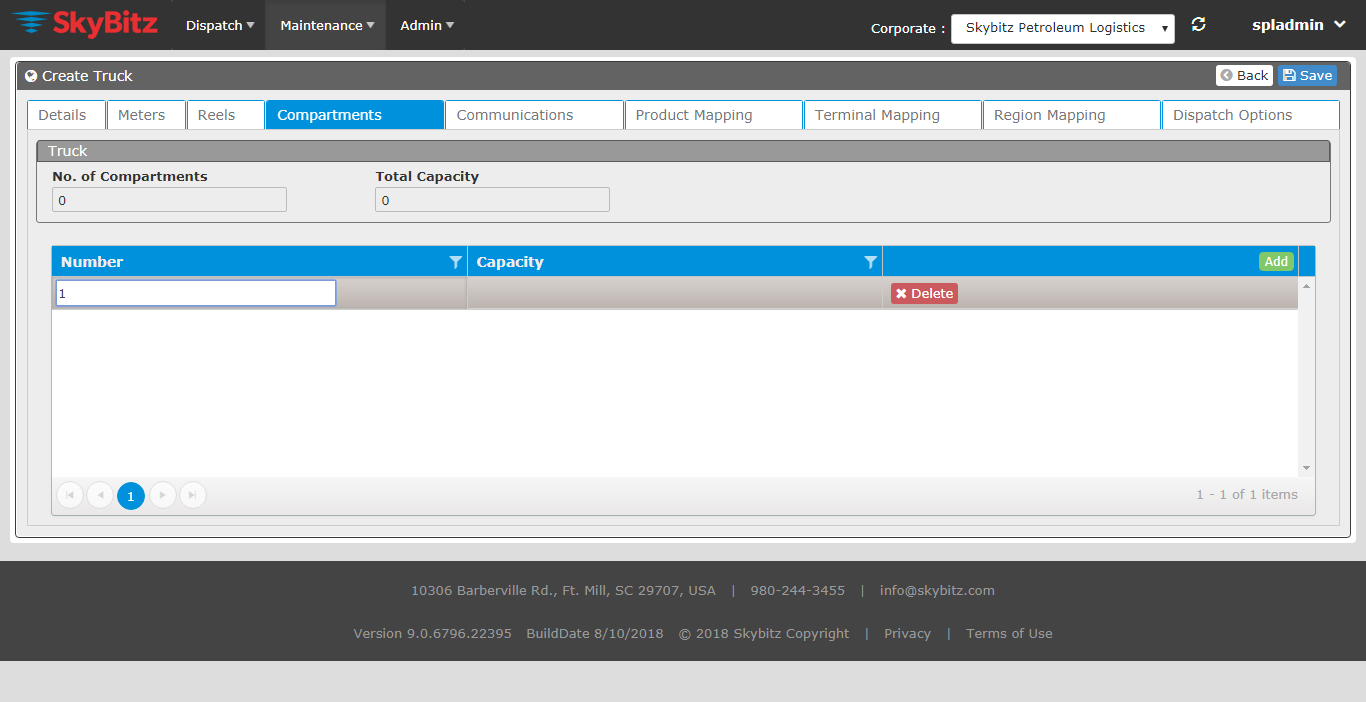 SkyBitz Dispatch Maintenance Admin Corporate : Skybitz Petroleum Logistics spladmin
Create Truck Back Save
Details Meters Reels Compartments Communications Product Mapping Terminal Mapping Region Mapping Dispatch Options
Truck
No. of Compartments Total Capacity
0 0
Number Capacity Add
1 Delete
1 1 - 1 of 1 items
10306 Barberville Rd., Ft. Mill, SC 29707, USA | 980-244-3455 | info@skybitz.com
Version 9.0.6796.22395 BuildDate 8/10/2018 © 2018 Skybitz Copyright | Privacy | Terms of Use